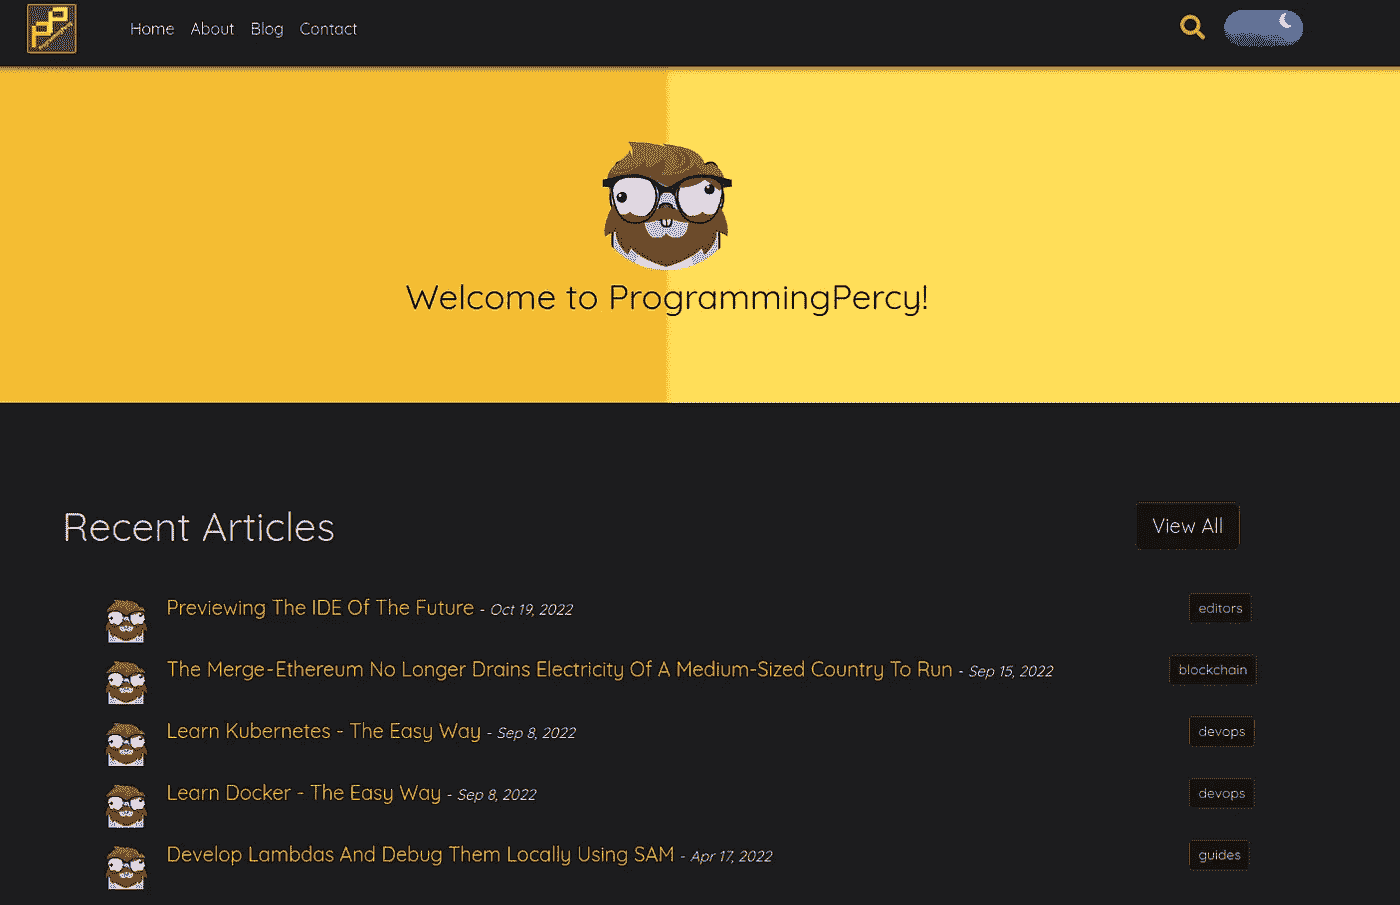 Home About Blog Contact
Welcome to ProgrammingPercy!
Recent Articles
View All
Previewing The IDE Of The Future - Oct 19, 2022
editors
The Merge-Ethereum No Longer Drains Electricity Of A Medium-Sized Country To Run - Sep 15, 2022
blockchain
Learn Kubernetes - The Easy Way - Sep 8, 2022
devops
Learn Docker - The Easy Way - Sep 8, 2022
devops
Develop Lambdas And Debug Them Locally Using SAM - Apr 17, 2022
guides